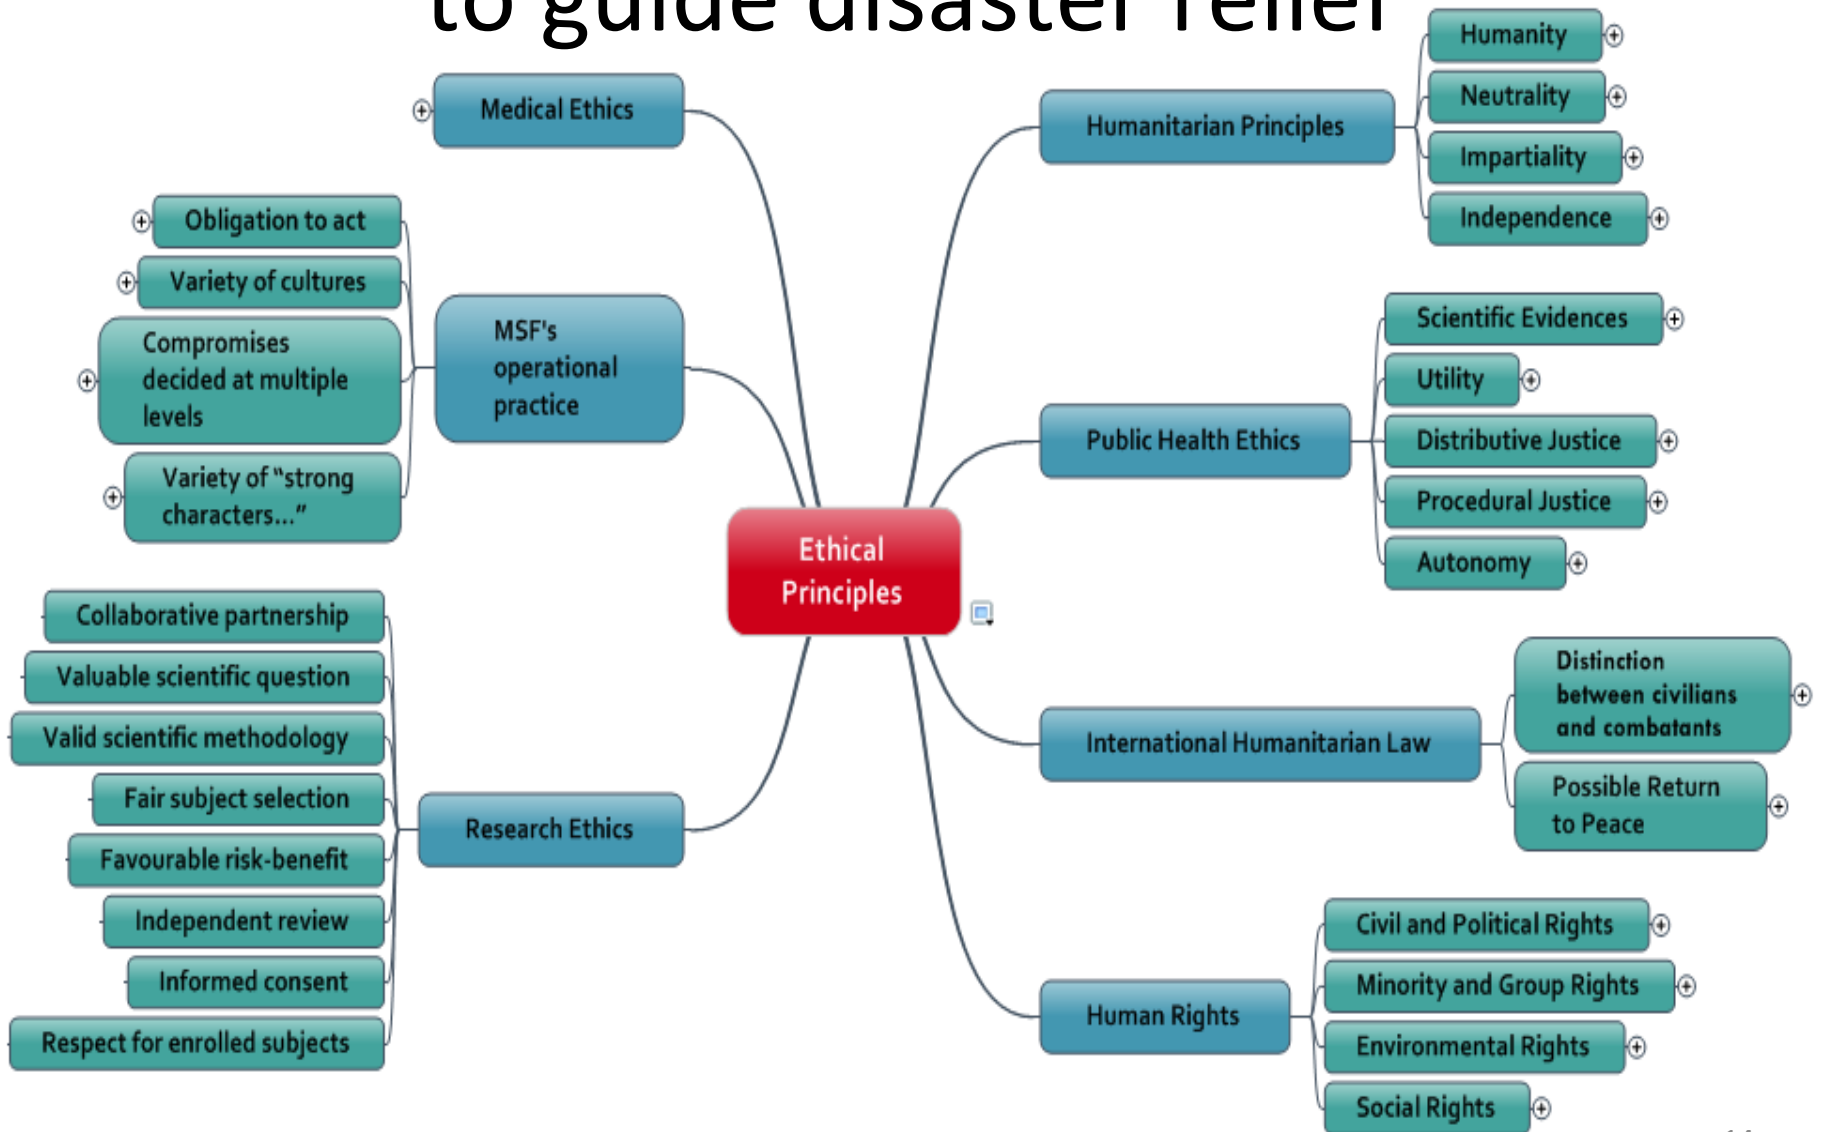 to guide disaster relief
Medical Ethics
Obligation to act
Variety of cultures
Compromises
decided at multiple
levels
Variety of “strong
characters...”
MSF's
operational
practice
Collaborative partnership
Valuable scientific question
Valid scientific methodology
Fair subject selection
Favourable risk-benefit
Independent review
Informed consent
Respect for enrolled subjects
Research Ethics
Ethical
Principles
Humanitarian Principles
Humanity
Neutrality
Impartiality
Independence
Public Health Ethics
Scientific Evidences
Utility
Distributive Justice
Procedural Justice
Autonomy
International Humanitarian Law
Distinction
between civilians
and combatants
Possible Return
to Peace
Human Rights
Civil and Political Rights
Minority and Group Rights
Environmental Rights
Social Rights